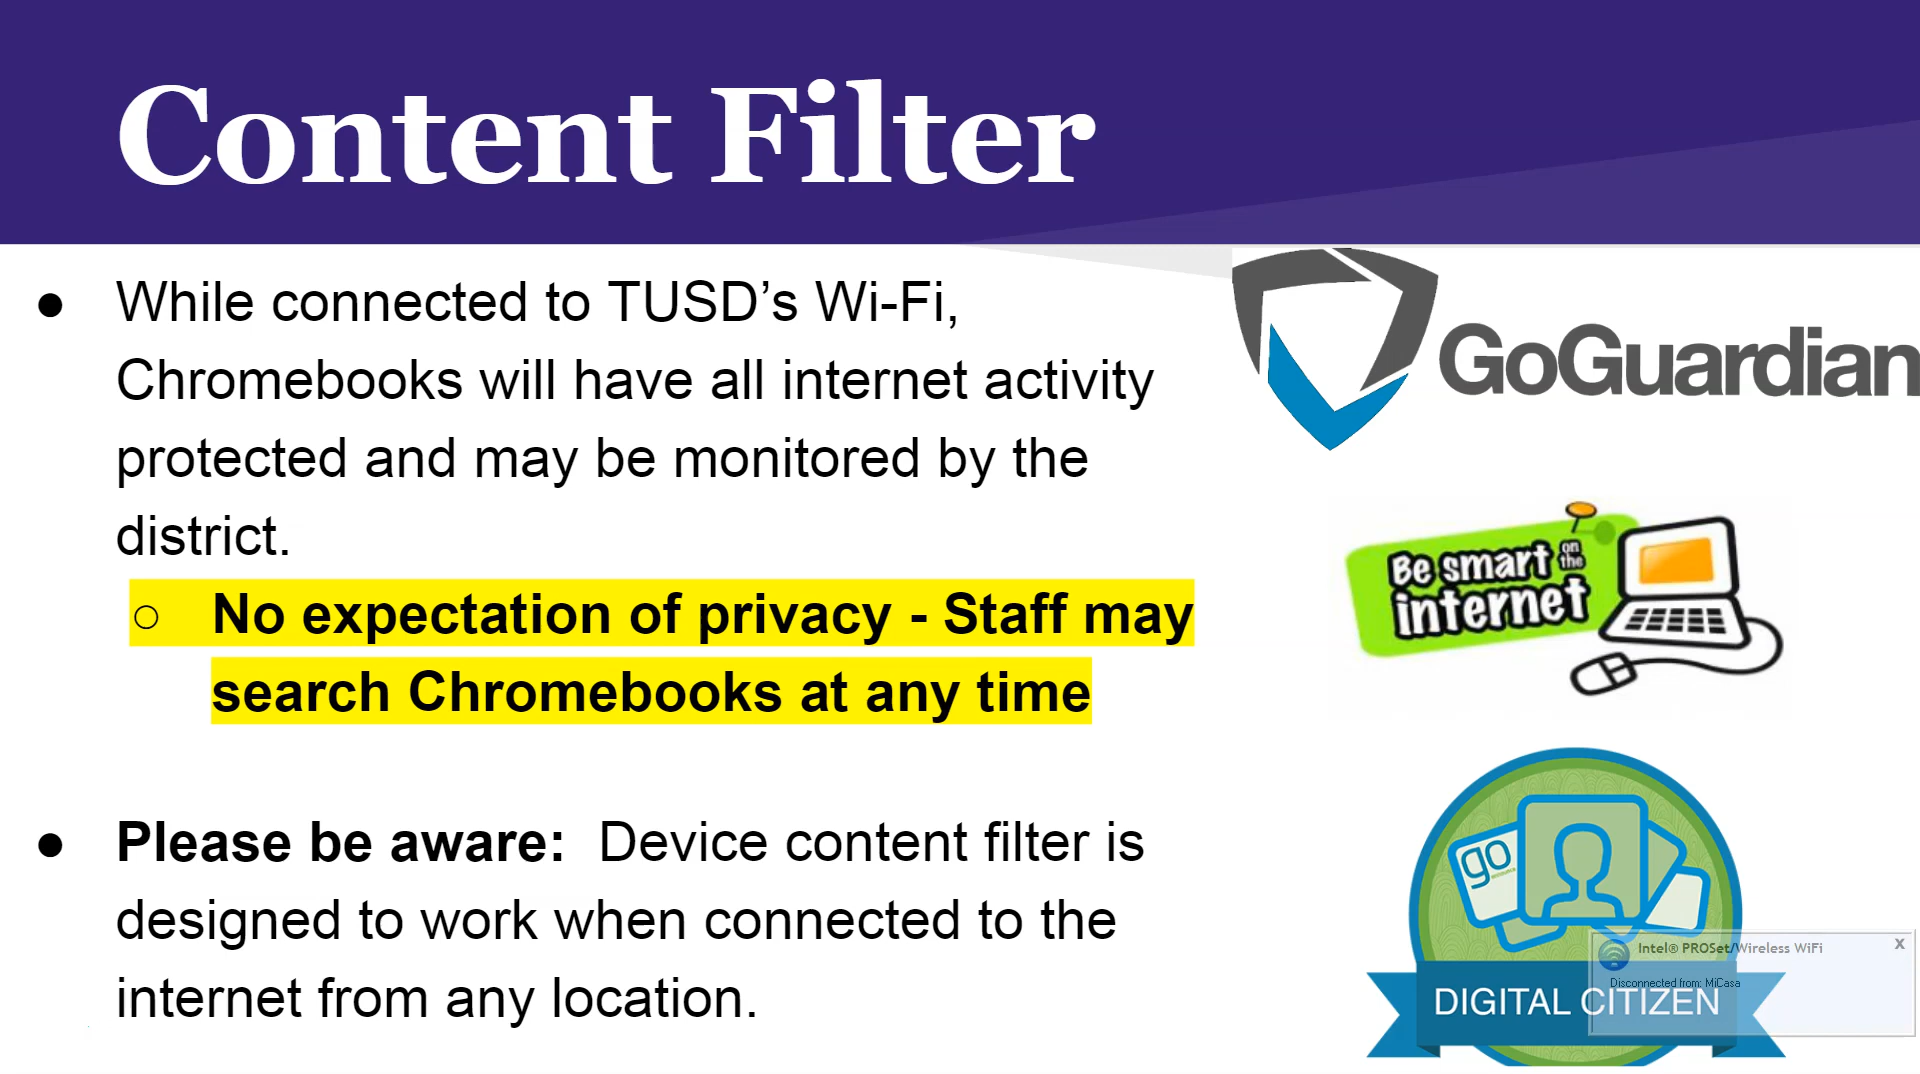 Content Filter
● While connected to TUSD’s Wi-Fi,
Chromebooks will have all internet activity
protected and may be monitored by the
district.
○ No expectation of privacy - Staff may
search Chromebooks at any time
● Please be aware: Device content filter is
designed to work when connected to the
internet from any location.
GoGuardian
Be smart on the
internet
go
Intel® PROSet/Wireless WiFi
x
Disconnected from: MiCasa
DIGITAL CITIZEN